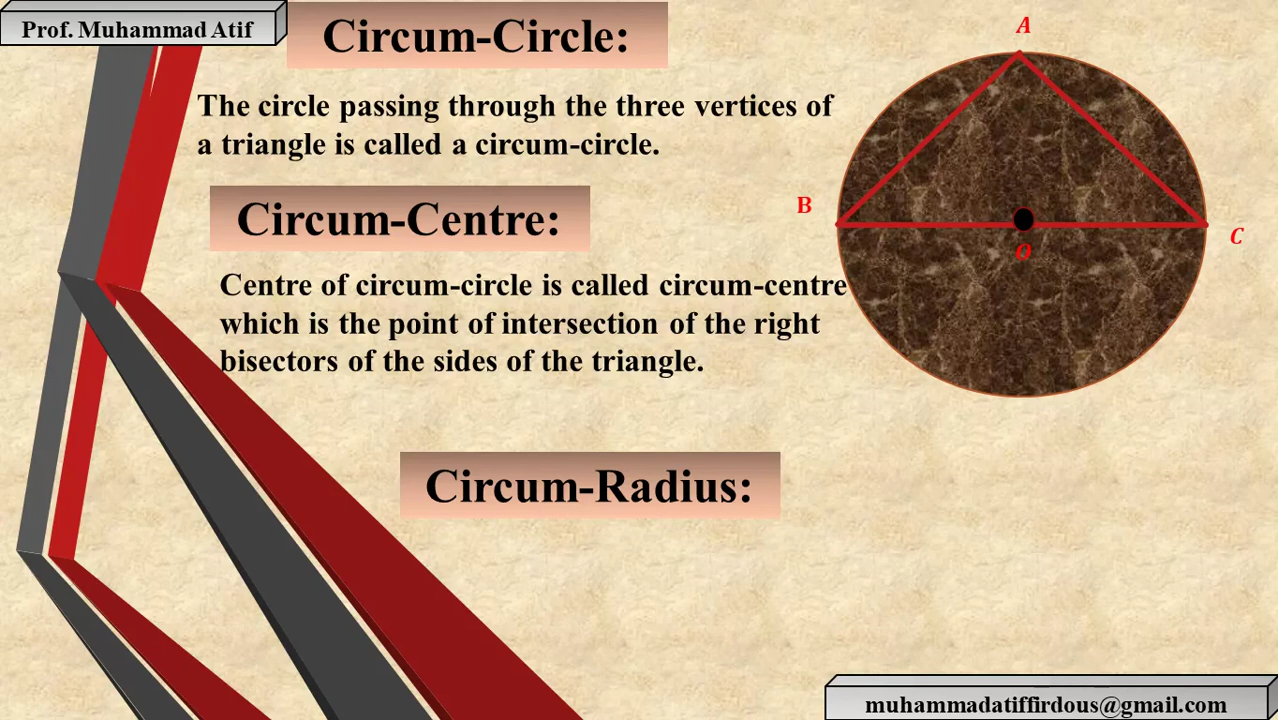 Prof. Muhammad Atif
Circum-Circle:
The circle passing through the three vertices of
a triangle is called a circum-circle.
Circum-Centre:
Centre of circum-circle is called circum-centre
which is the point of intersection of the right
bisectors of the sides of the triangle.
Circum-Radius:
A
B
C
O
muhammadatiffirdous@gmail.com